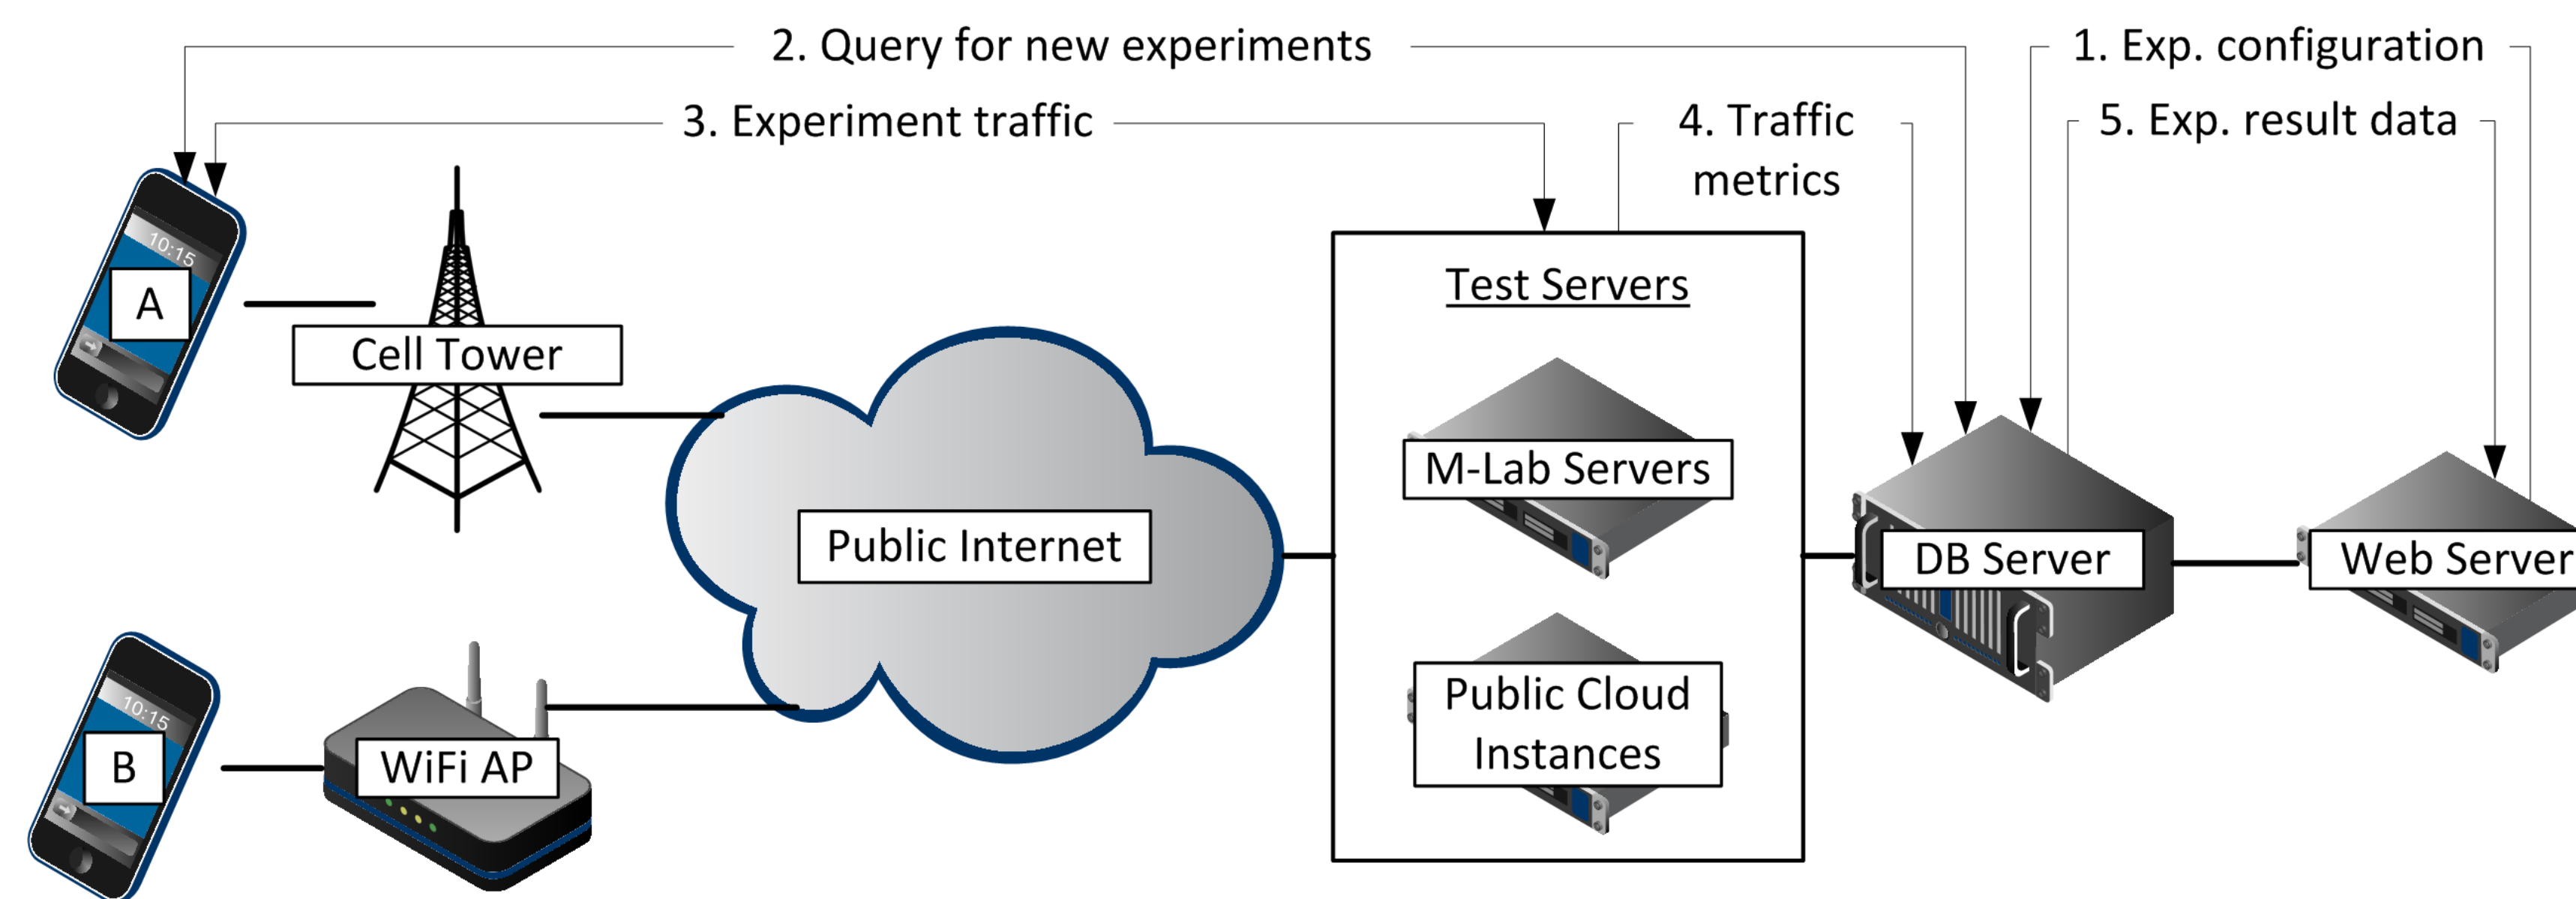 2. Query for new experiments
1. Exp. configuration
3. Experiment traffic
4. Traffic
metrics
5. Exp. result data
10:15
A
Cell Tower
Test Servers
M-Lab Servers
Public Internet
DB Server
Web Server
Public Cloud
Instances
10:15
B
WiFi AP